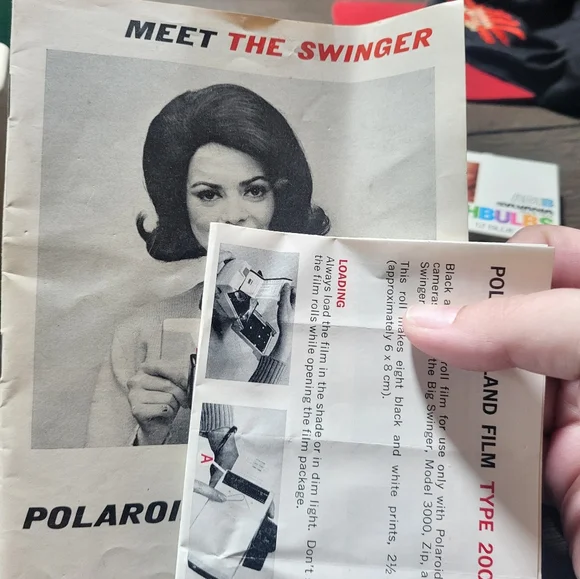 MEET THE SWINGER
POLAROI
POL LAND FILM TYPE 200
Black a roll film for use only with Polaroid
camera: the Big Swinger, Model 3000, Zip, a
Swinger
This roll makes eight black and white prints, 2½
(approximately 6 x 8 cm).
LOADING
Always load the film in the shade or in dim light. Don't
the film rolls while opening the film package.
A
SYLVANIA
HBULBS